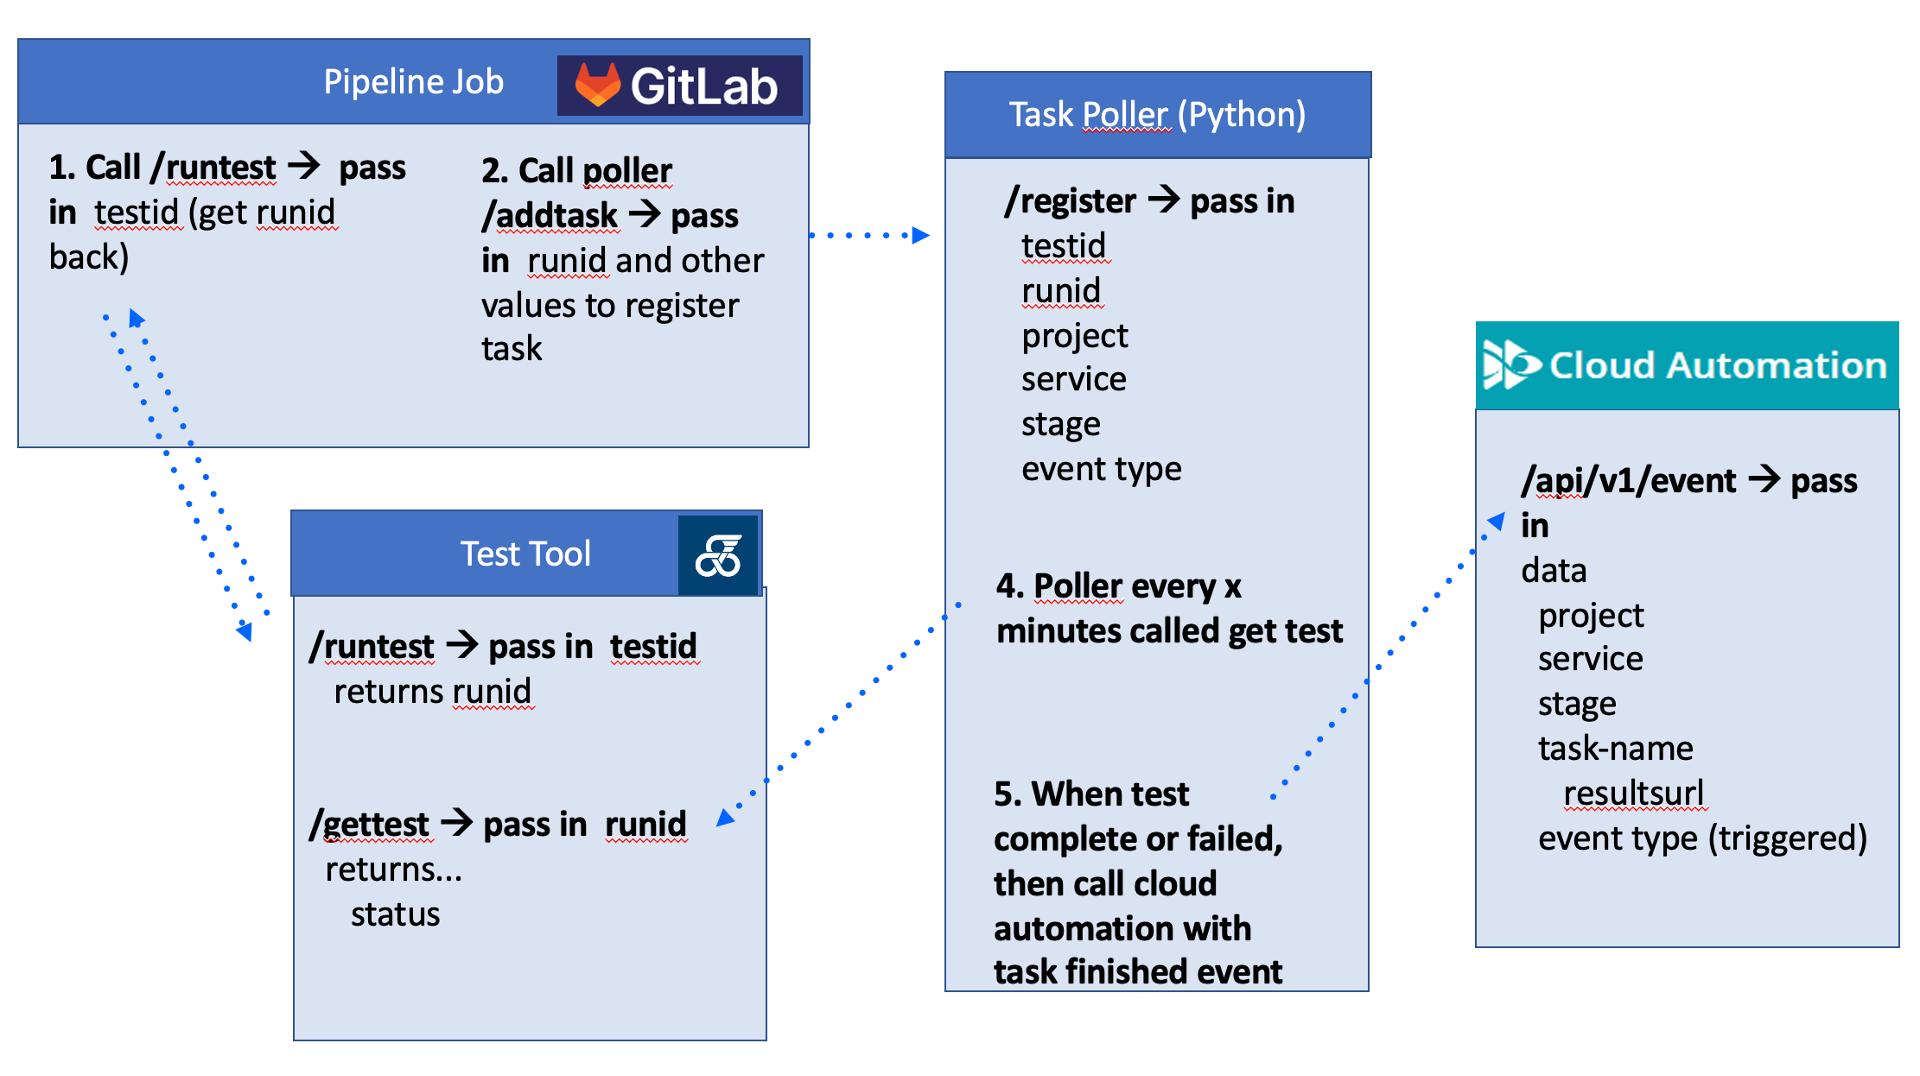 Pipeline Job
GitLab
1. Call /runtest → pass
in testid (get runid
back)
2. Call poller
/addtask → pass
in runid and other
values to register
task
Test Tool
/runtest → pass in testid
returns runid
/gettest → pass in runid
returns...
status
Task Poller (Python)
/register → pass in
testid
runid
project
service
stage
event type
4. Poller every x
minutes called get test
5. When test
complete or failed,
then call cloud
automation with
task finished event
Cloud Automation
/api/v1/event → pass
in
data
project
service
stage
task-name
resultsurl
event type (triggered)